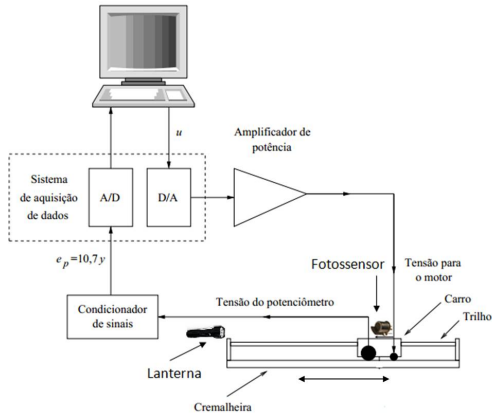 u
Amplificador de
potência
Sistema
de aquisição
de dados
A/D
D/A
e p =10,7 y
Fotossensor
Tensão para
o motor
Carro
Trilho
Condicionador
de sinais
Tensão do potenciômetro
Lanterna
Cremalheira